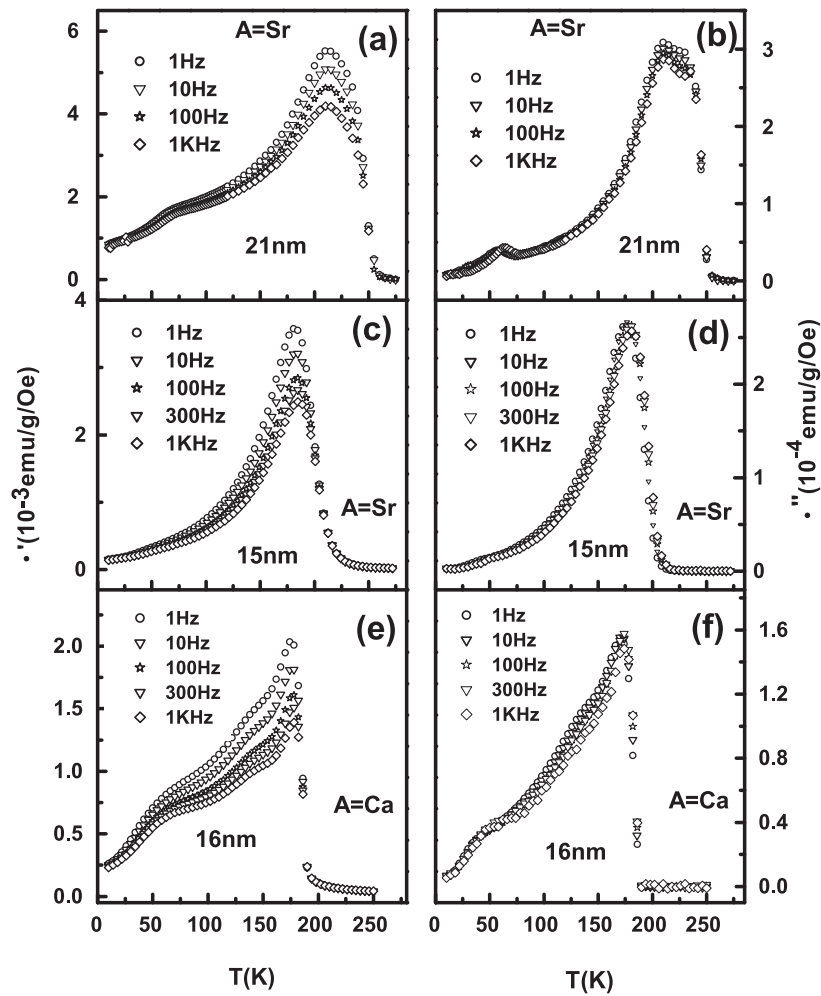 A=Sr
(a)
1Hz
10Hz
100Hz
1KHz
21nm
6
4
2
0
A=Sr
(b)
1Hz
10Hz
100Hz
1KHz
21nm
3
2
1
0
(c)
1Hz
10Hz
100Hz
300Hz
1KHz
A=Sr
15nm
4
2
0
(d)
1Hz
10Hz
100Hz
300Hz
1KHz
A=Sr
15nm
2
1
0
(e)
1Hz
10Hz
100Hz
300Hz
1KHz
A=Ca
16nm
2.0
1.5
1.0
0.5
0.0
(f)
1Hz
10Hz
100Hz
300Hz
1KHz
A=Ca
16nm
1.6
1.2
0.8
0.4
0.0
•'(10⁻³emu/g/Oe)
•"(10⁻⁴emu/g/Oe)
0 50 100 150 200 250
0 50 100 150 200 250
T(K)
T(K)